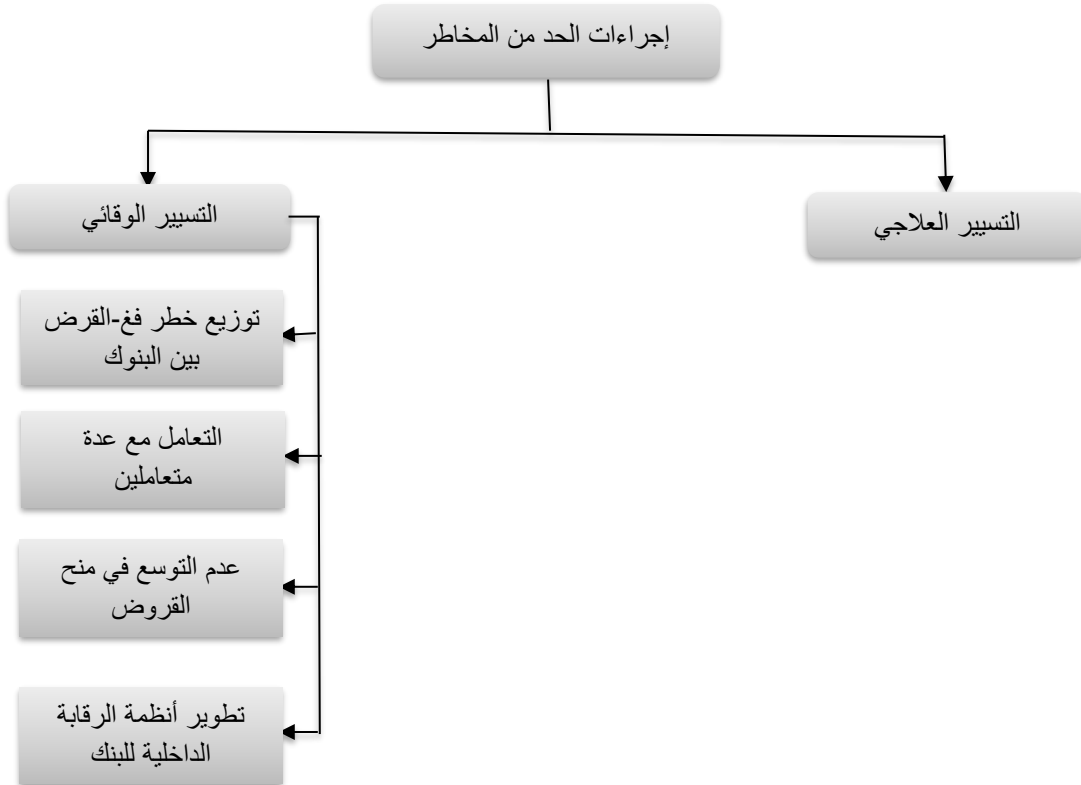 إجراءات الحد من المخاطر
التسيير العلاجي
التسيير الوقائي
توزيع خطر فغ-القرض
بين البنوك
التعامل مع عدة
متعاملين
عدم التوسع في منح
القروض
تطوير أنظمة الرقابة
الداخلية للبنك